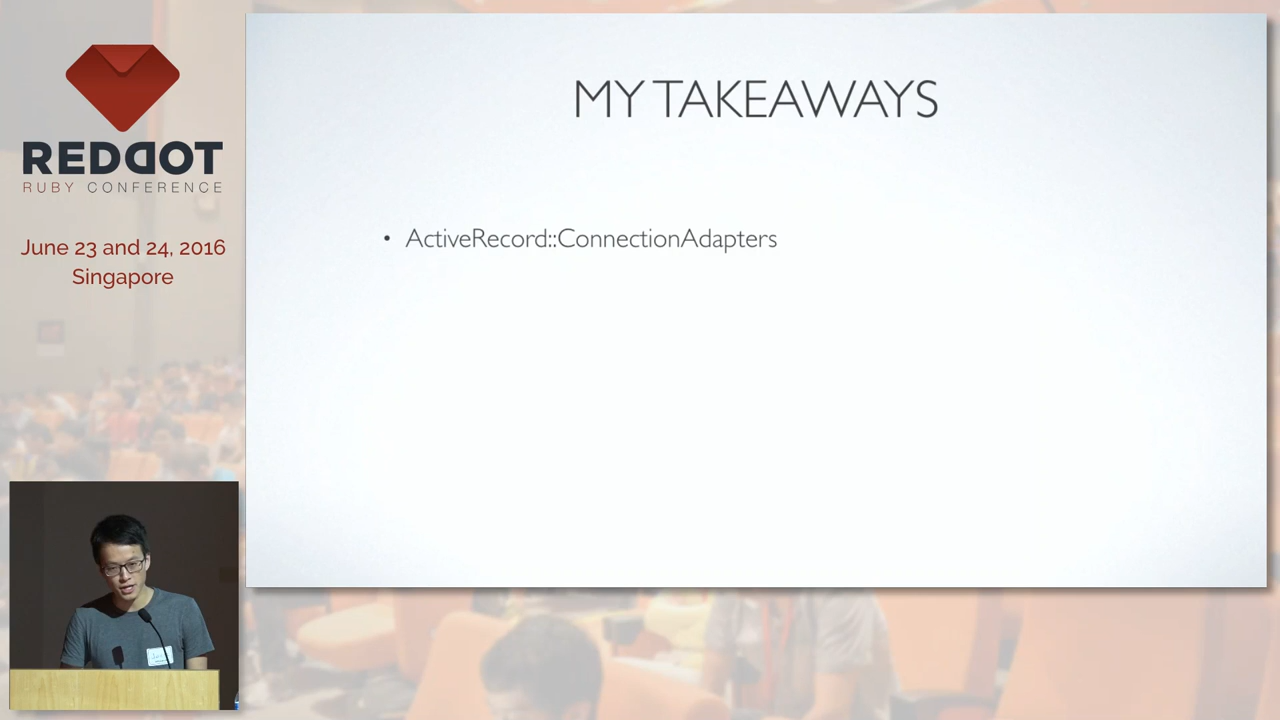 REDDOT
RUBY CONFERENCE
June 23 and 24, 2016
Singapore
MY TAKEAWAYS
• ActiveRecord::ConnectionAdapters